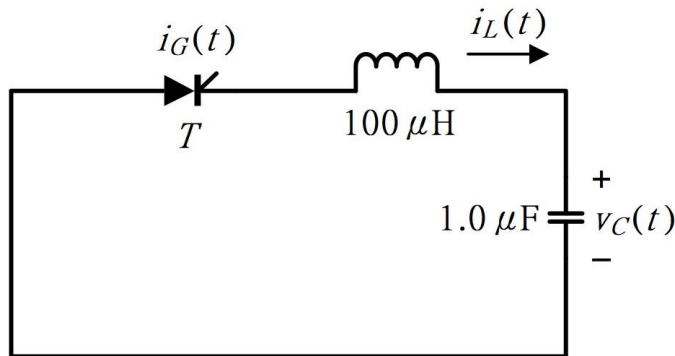 i_G(t)
i_L(t)
T
100 μH
+
1.0 μF
v_C(t)
−